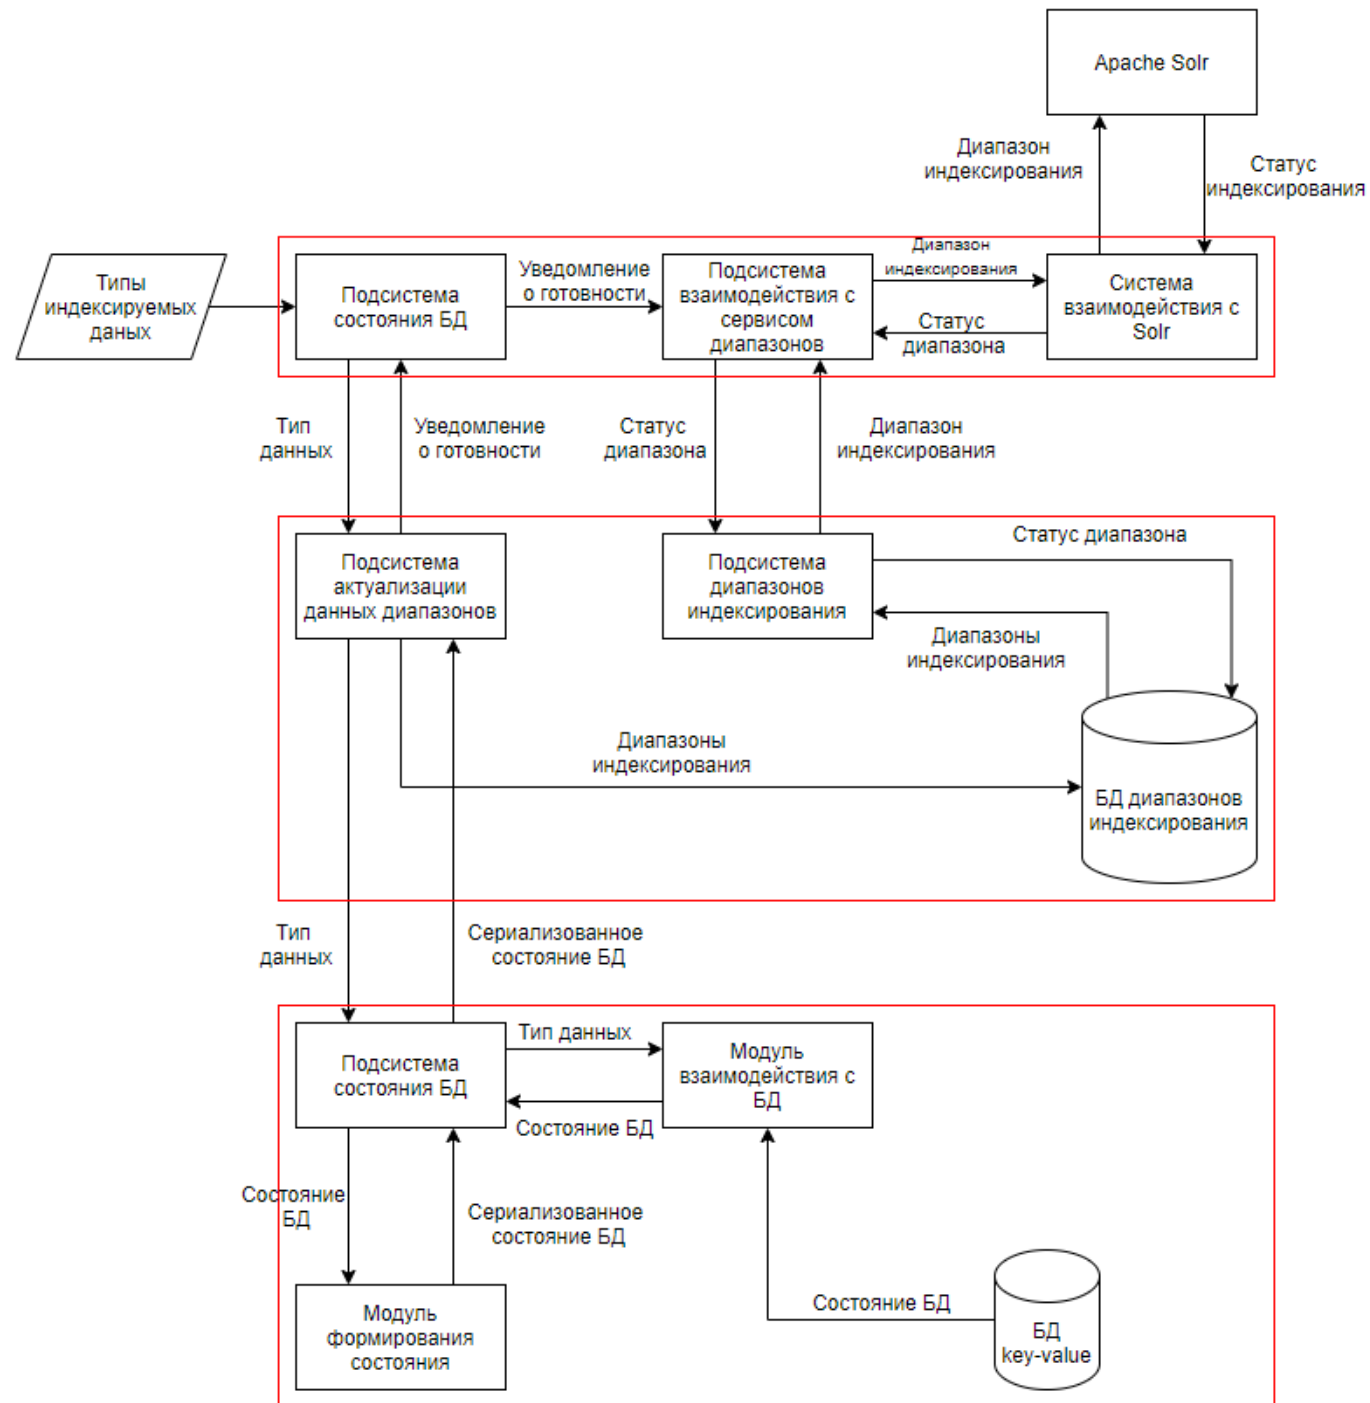 Apache Solr
Диапазон
индексирования
Статус
индексирования
Типы
индексируемых
даных
Подсистема
состояния БД
Уведомление
о готовности
Подсистема
взаимодействия с
сервисом
диапазонов
Диапазон
индексирования
Статус
диапазона
Система
взаимодействия с
Solr
Тип
данных
Уведомление
о готовности
Статус
диапазона
Диапазон
индексирования
Подсистема
актуализации
данных диапазонов
Подсистема
диапазонов
индексирования
Статус диапазона
Диапазоны
индексирования
Диапазоны
индексирования
БД диапазонов
индексирования
Тип
данных
Сериализованное
состояние БД
Подсистема
состояния БД
Тип данных
Состояние БД
Модуль
взаимодействия с
БД
Состояние
БД
Сериализованное
состояние БД
Модуль
формирования
состояния
Состояние БД
БД
key-value